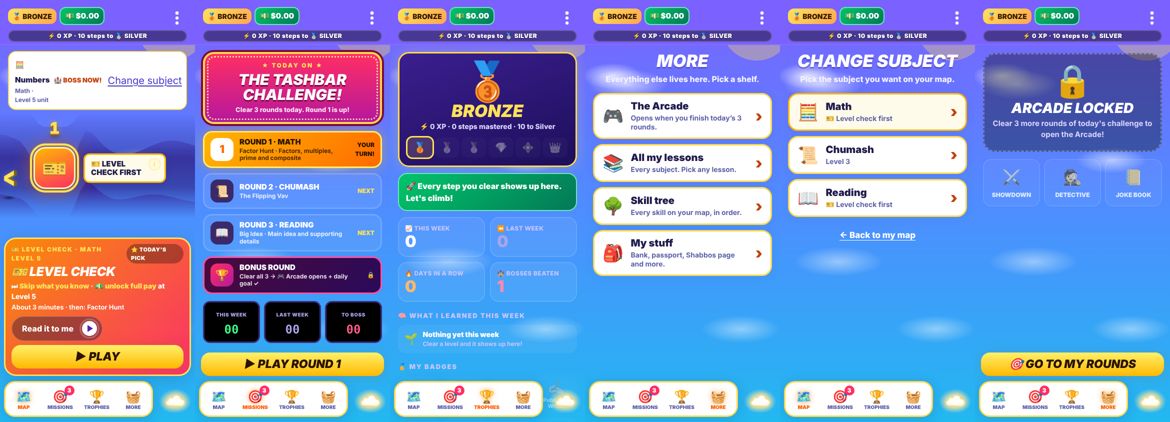 BRONZE
$0.00
⚡ 0 XP · 10 steps to 🥈 SILVER
Numbers
BOSS NOW!
Change subject
Math ·
Level 5 unit
1
LEVEL
CHECK FIRST
LEVEL CHECK · MATH
LEVEL 5
TODAY'S
PICK
LEVEL CHECK
Skip what you know · unlock full pay at
Level 5
About 3 minutes · then: Factor Hunt
Read it to me
▶ PLAY
MAP
MISSIONS
3
TROPHIES
MORE
BRONZE
$0.00
⚡ 0 XP · 10 steps to 🥈 SILVER
★ TODAY ON ★
THE TASHBAR
CHALLENGE!
Clear 3 rounds today. Round 1 is up!
1
ROUND 1 · MATH
Factor Hunt · Factors, multiples,
prime and composite
YOUR
TURN!
ROUND 2 · CHUMASH
The Flipping Vav
NEXT
ROUND 3 · READING
Big Idea · Main idea and supporting
details
NEXT
BONUS ROUND
Clear all 3 → 🎮 Arcade opens + daily
goal ✓
THIS WEEK
00
LAST WEEK
00
TO BOSS
00
▶ PLAY ROUND 1
MAP
MISSIONS
3
TROPHIES
MORE
BRONZE
$0.00
⚡ 0 XP · 10 steps to 🥈 SILVER
BRONZE
⚡ 0 XP · 0 steps mastered · 10 to Silver
🚀 Every step you clear shows up here.
Let's climb!
THIS WEEK
0
LAST WEEK
0
DAYS IN A ROW
0
BOSSES BEATEN
1
WHAT I LEARNED THIS WEEK
Nothing yet this week
Clear a level and it shows up here!
MY BADGES
MAP
MISSIONS
3
TROPHIES
MORE
BRONZE
$0.00
⚡ 0 XP · 10 steps to 🥈 SILVER
MORE
Everything else lives here. Pick a shelf.
The Arcade
Opens when you finish today's 3
rounds.
All my lessons
Every subject. Pick any lesson.
Skill tree
Every skill on your map, in order.
My stuff
Bank, passport, Shabbos page
and more.
MAP
MISSIONS
3
TROPHIES
MORE
BRONZE
$0.00
⚡ 0 XP · 10 steps to 🥈 SILVER
CHANGE SUBJECT
Pick the subject you want on your map.
Math
Level check first
Chumash
Level 3
Reading
Level check first
← Back to my map
MAP
MISSIONS
3
TROPHIES
MORE
BRONZE
$0.00
⚡ 0 XP · 10 steps to 🥈 SILVER
ARCADE LOCKED
Clear 3 more rounds of today's challenge to
open the Arcade!
SHOWDOWN
DETECTIVE
JOKE BOOK
GO TO MY ROUNDS
MAP
MISSIONS
3
TROPHIES
MORE